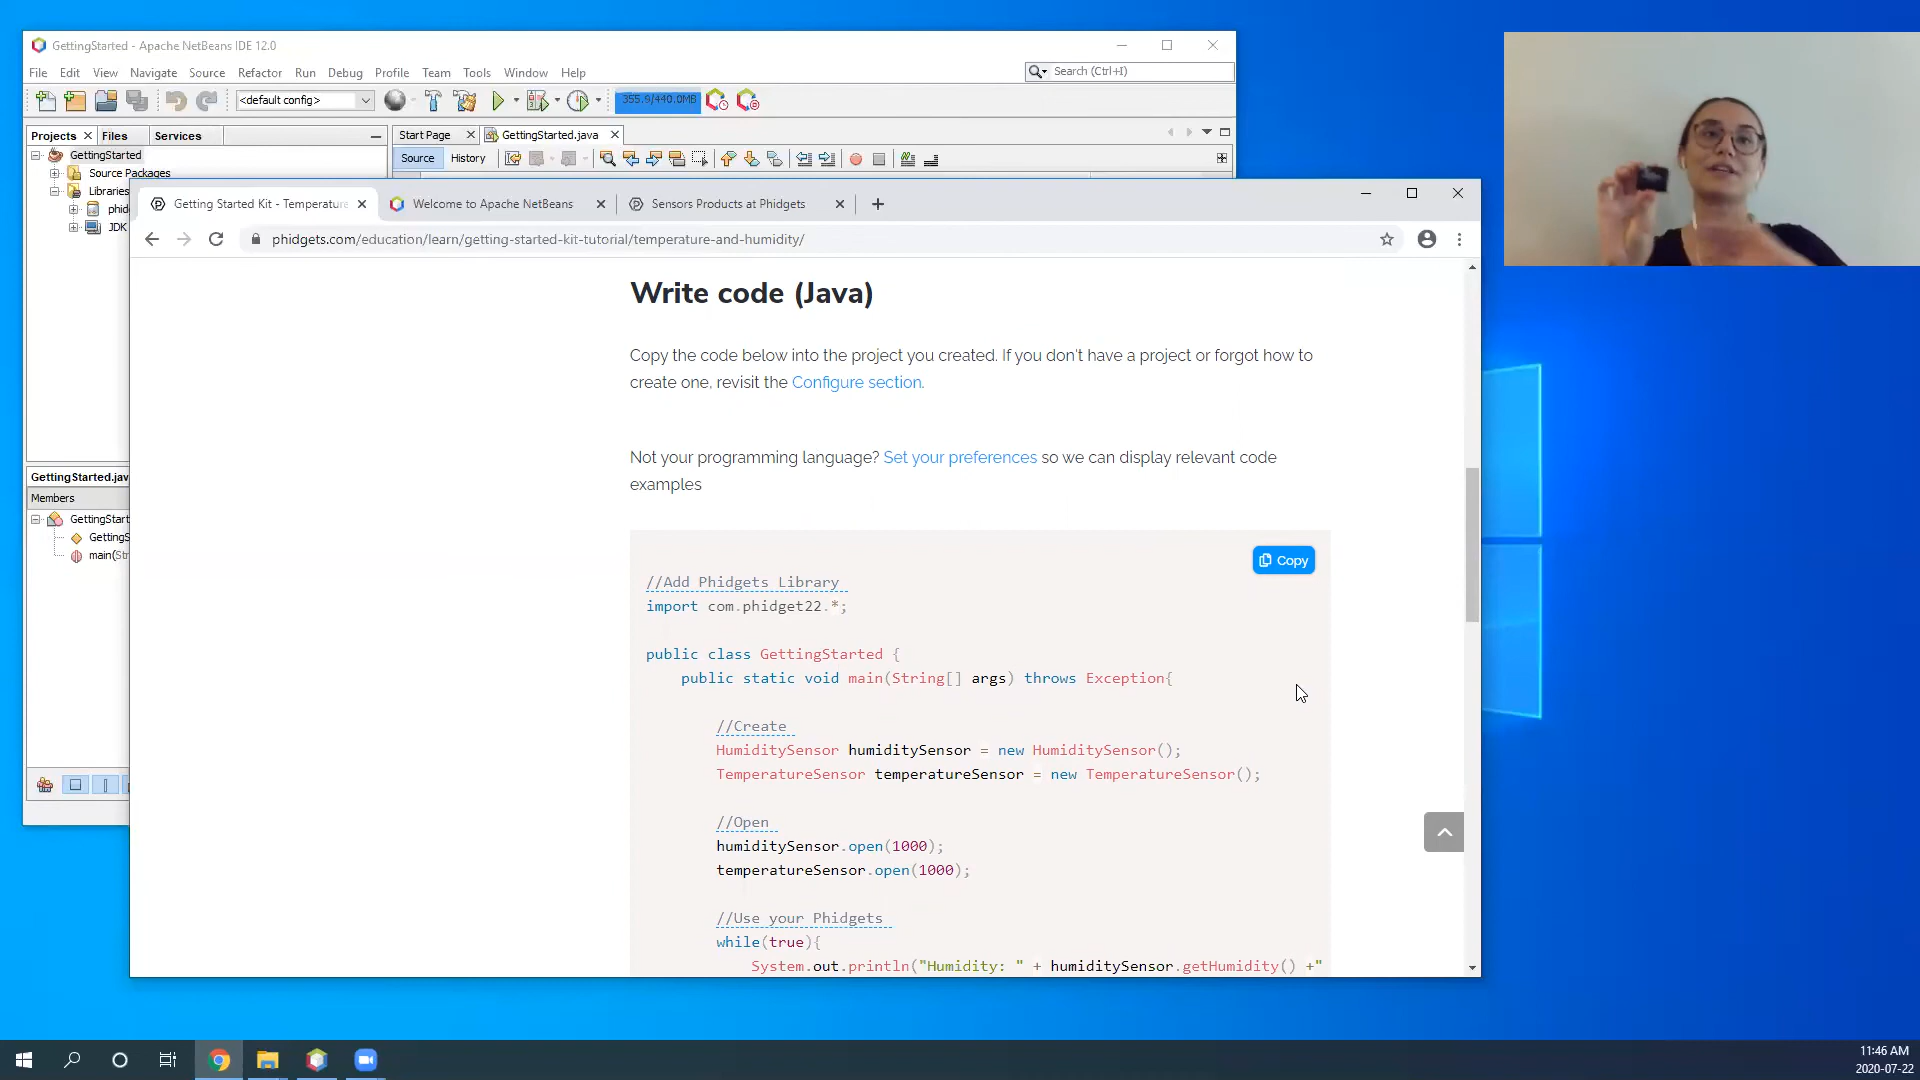 GettingStarted - Apache NetBeans IDE 12.0
File Edit View Navigate Source Refactor Run Debug Profile Team Tools Window Help
Search (Ctrl+I)
<default config>
355.9/440.0MB
Projects Files Services
Start Page GettingStarted.java
GettingStarted
Source History
Source Packages
Libraries
phid
JDK
Getting Started Kit - Temperature
Welcome to Apache NetBeans
Sensors Products at Phidgets
phidgets.com/education/learn/getting-started-kit-tutorial/temperature-and-humidity/
Write code (Java)
Copy the code below into the project you created. If you don't have a project or forgot how to
create one, revisit the Configure section.
Not your programming language? Set your preferences so we can display relevant code
examples
GettingStarted.jav
Members
GettingStart
GettingS
main(Str
Copy
//Add Phidgets Library
import com.phidget22.*;
public class GettingStarted {
public static void main(String[] args) throws Exception{
//Create
HumiditySensor humiditySensor = new HumiditySensor();
TemperatureSensor temperatureSensor = new TemperatureSensor();
//Open
humiditySensor.open(1000);
temperatureSensor.open(1000);
//Use your Phidgets
while(true){
System.out.println("Humidity: " + humiditySensor.getHumidity() +"
11:46 AM
2020-07-22